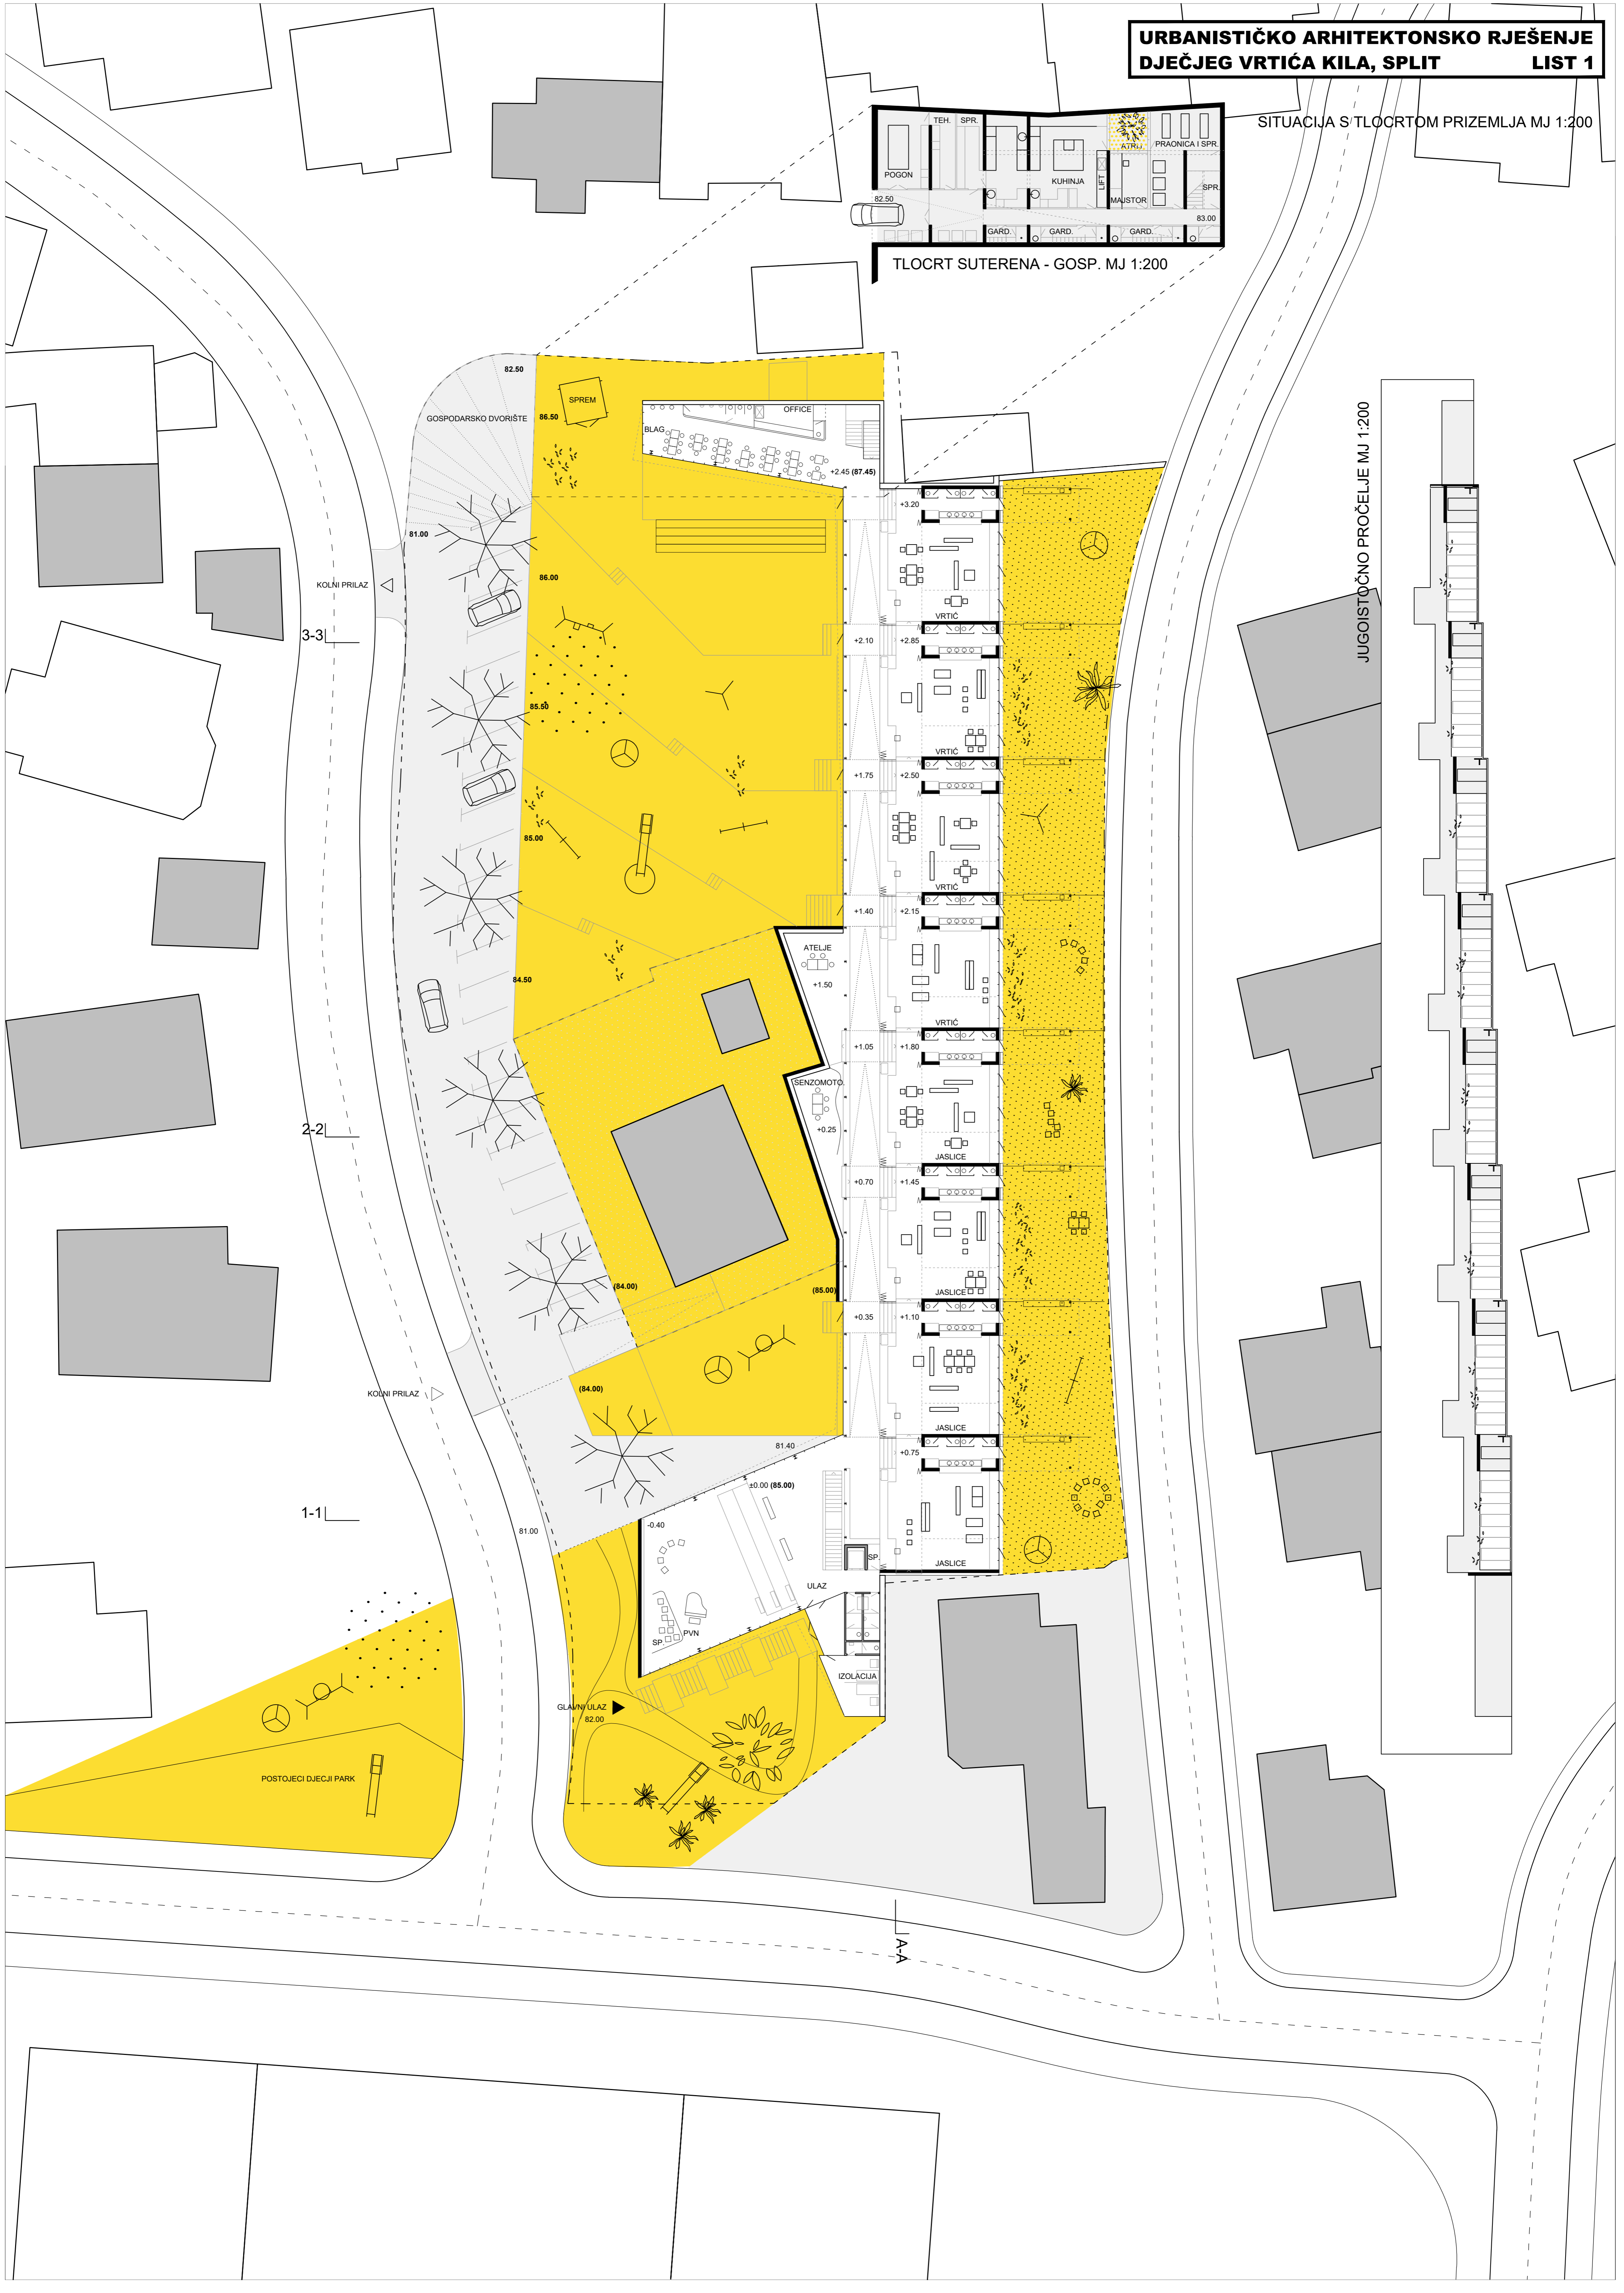 URBANISTIČKO ARHITEKTONSKO RJEŠENJE
DJEČJEG VRTIĆA KILA, SPLIT LIST 1
SITUACIJA S TLOCRTOM PRIZEMLJA MJ 1:200
TEH. SPR.
ATRIJ PRAONICA I SPR.
POGON
KUHINJA
LIFT
SPR.
MAJSTOR
82.50
83.00
GARD. GARD. GARD.
TLOCRT SUTERENA - GOSP. MJ 1:200
JUGOISTOČNO PROČELJE MJ 1:200
82.50
SPREM
GOSPODARSKO DVORIŠTE
86.50
OFFICE
BLAG.
+2.45 (87.45)
+3.20
81.00
86.00
KOLNI PRILAZ
3-3
VRTIĆ
+2.10
+2.85
85.50
VRTIĆ
+1.75
+2.50
85.00
VRTIĆ
+1.40
+2.15
ATELJE
+1.50
84.50
VRTIĆ
+1.05
+1.80
SENZOMOTO.
+0.25
2-2
JASLICE
+0.70
+1.45
(84.00)
(85.00)
JASLICE
+0.35
+1.10
KOLNI PRILAZ
(84.00)
JASLICE
81.40
+0.75
±0.00 (85.00)
1-1
81.00
-0.40
SP.
JASLICE
ULAZ
SP.
PVN
IZOLACIJA
GLAVNI ULAZ
82.00
POSTOJECI DJECJI PARK
A-A